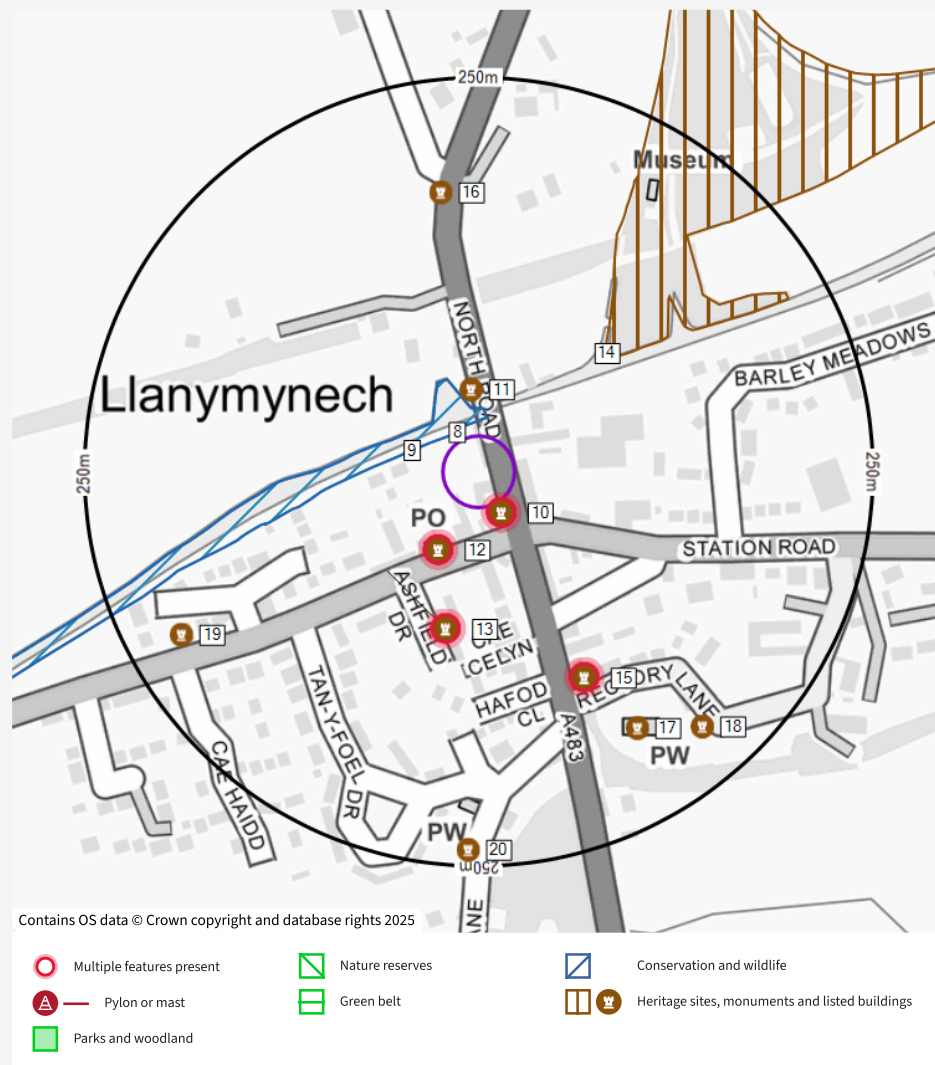 250m
Museum
16
NORTH ROAD
14
BARLEY MEADOWS
Llanymynech
11
8
9
250m
250m
PO
10
12
STATION ROAD
ASHFIELD
DR
13
CELYN
19
HAFOD
CL
15
RECTORY LANE
TAN-Y-FOEL DR
A483
17
18
PW
CAE HAIDD
PW
20
250m
Contains OS data © Crown copyright and database rights 2025
Multiple features present
Nature reserves
Conservation and wildlife
Pylon or mast
Green belt
Heritage sites, monuments and listed buildings
Parks and woodland